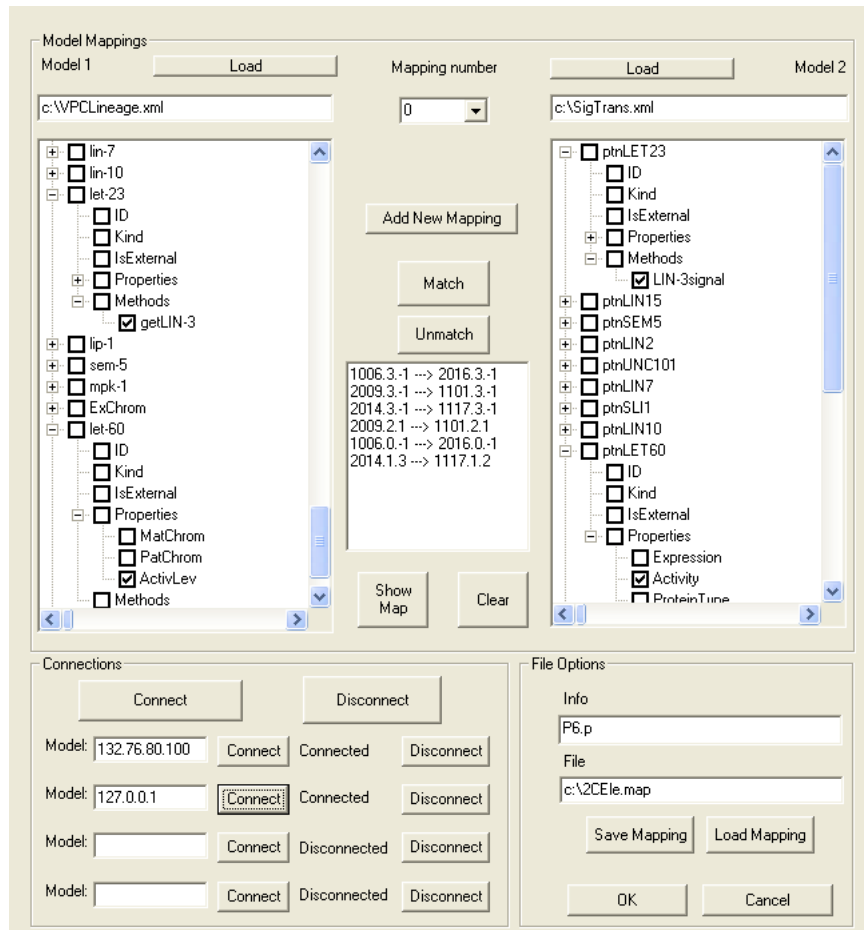 Model Mappings
Model 1
Load
Mapping number
Load
Model 2
c:\VPCLineage.xml
0
c:\SigTrans.xml
lin-7
lin-10
let-23
ID
Kind
IsExternal
Properties
Methods
getLIN-3
lip-1
sem-5
mpk-1
ExChrom
let-60
ID
Kind
IsExternal
Properties
MatChrom
PatChrom
ActivLev
Methods
Add New Mapping
Match
Unmatch
1006.3.-1 ---> 2016.3.-1
2009.3.-1 ---> 1101.3.-1
2014.3.-1 ---> 1117.3.-1
2009.2.1 ---> 1101.2.1
1006.0.-1 ---> 2016.0.-1
2014.1.3 ---> 1117.1.2
Show
Map
Clear
ptnLET23
ID
Kind
IsExternal
Properties
Methods
LIN-3signal
ptnLIN15
ptnSEM5
ptnLIN2
ptnUNC101
ptnLIN7
ptnSLI1
ptnLIN10
ptnLET60
ID
Kind
IsExternal
Properties
Expression
Activity
ProteinType
Connections
Connect
Disconnect
Model: 132.76.80.100 Connect Connected Disconnect
Model: 127.0.0.1 Connect Connected Disconnect
Model: Connect Disconnected Disconnect
Model: Connect Disconnected Disconnect
File Options
Info
P6.p
File
c:\2CEle.map
Save Mapping
Load Mapping
OK
Cancel